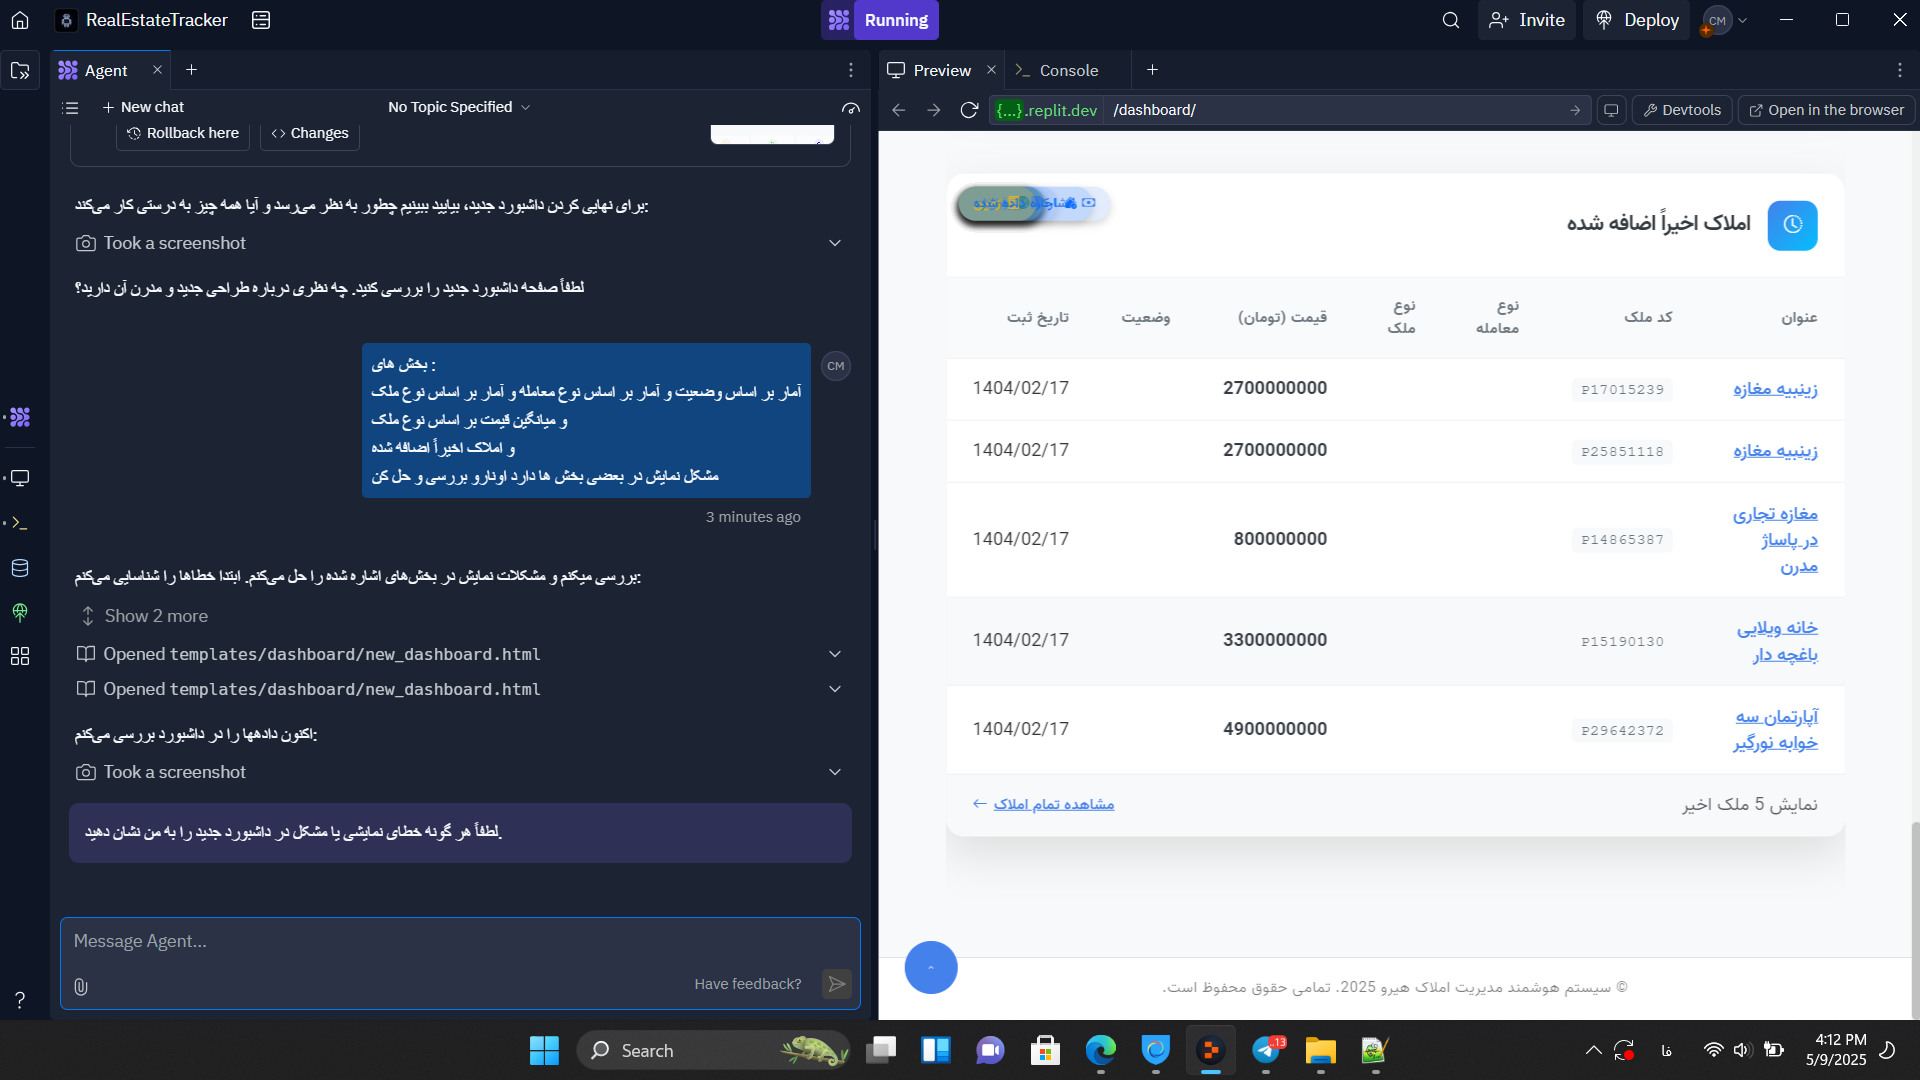 RealEstateTracker
Running
Invite
Deploy
CM
Agent
New chat
No Topic Specified
Rollback here
Changes
برای نهایی کردن داشبورد جدید، بیایید ببینیم چطور به نظر می‌رسد و آیا همه چیز به درستی کار می‌کند:
Took a screenshot
لطفاً صفحه داشبورد جدید را بررسی کنید. چه نظری درباره طراحی جدید و مدرن آن دارید؟
بخش های :
آمار بر اساس وضعیت و آمار بر اساس نوع معامله و آمار بر اساس نوع ملک
و میانگین قیمت بر اساس نوع ملک
و املاک اخیراً اضافه شده
مشکل نمایش در بعضی بخش ها دارد اونارو بررسی و حل کن
CM
3 minutes ago
بررسی میکنم و مشکلات نمایش در بخش‌های اشاره شده را حل می‌کنم. ابتدا خطاها را شناسایی می‌کنم:
Show 2 more
Opened templates/dashboard/new_dashboard.html
Opened templates/dashboard/new_dashboard.html
اکنون دادهها را در داشبورد بررسی می‌کنم:
Took a screenshot
لطفاً هر گونه خطای نمایشی یا مشکل در داشبورد جدید را به من نشان دهید.
Message Agent...
Have feedback?
Preview
Console
{...}.replit.dev
/dashboard/
Devtools
Open in the browser
املاک اخیراً اضافه شده
عنوان
کد ملک
نوع معامله
نوع ملک
قیمت (تومان)
وضعیت
تاریخ ثبت
زینبیه مغازه
P17015239
2700000000
1404/02/17
زینبیه مغازه
P25851118
2700000000
1404/02/17
مغازه تجاری
در پاساژ
مدرن
P14865387
800000000
1404/02/17
خانه ویلایی
باغچه دار
P15190130
3300000000
1404/02/17
آپارتمان سه
خوابه نورگیر
P29642372
4900000000
1404/02/17
نمایش 5 ملک اخیر
مشاهده تمام املاک
© سیستم هوشمند مدیریت املاک هیرو 2025. تمامی حقوق محفوظ است.
Search
13
فا
4:12 PM
5/9/2025